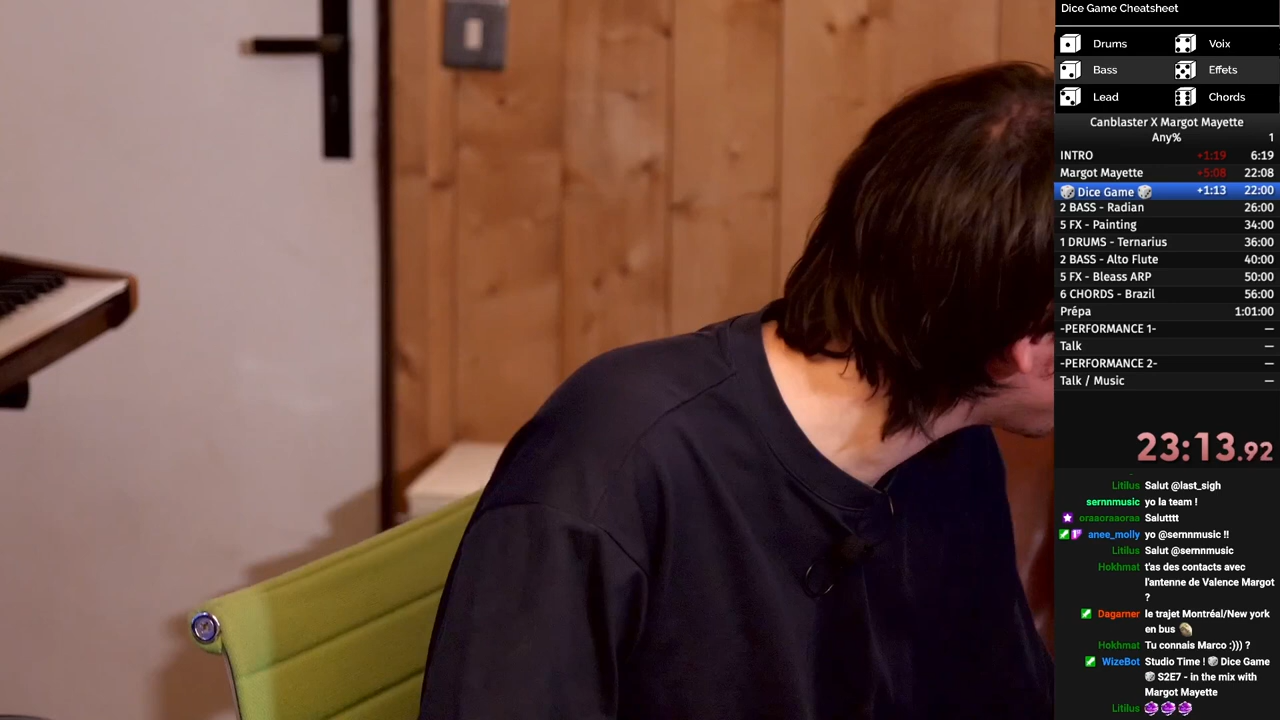 Dice Game Cheatsheet
Drums Voix
Bass Effets
Lead Chords
Canblaster X Margot Mayette
Any% 1
INTRO +1:19 6:19
Margot Mayette +5:08 22:08
🎲 Dice Game 🎲 +1:13 22:00
2 BASS - Radian 26:00
5 FX - Painting 34:00
1 DRUMS - Ternarius 36:00
2 BASS - Alto Flute 40:00
5 FX - Bleass ARP 50:00
6 CHORDS - Brazil 56:00
Prépa 1:01:00
-PERFORMANCE 1- —
Talk —
-PERFORMANCE 2- —
Talk / Music —
23:13.92
Litilus Salut @last_sigh
sernnmusic yo la team !
oraaoraaoraa Salutttt
anee_molly yo @sernnmusic !!
Litilus Salut @sernnmusic
Hokhmat t'as des contacts avec
l'antenne de Valence Margot
?
Dagarner le trajet Montréal/New york
en bus
Hokhmat Tu connais Marco :))) ?
WizeBot Studio Time ! 🎲 Dice Game
🎲 S2E7 - in the mix with
Margot Mayette
Litilus